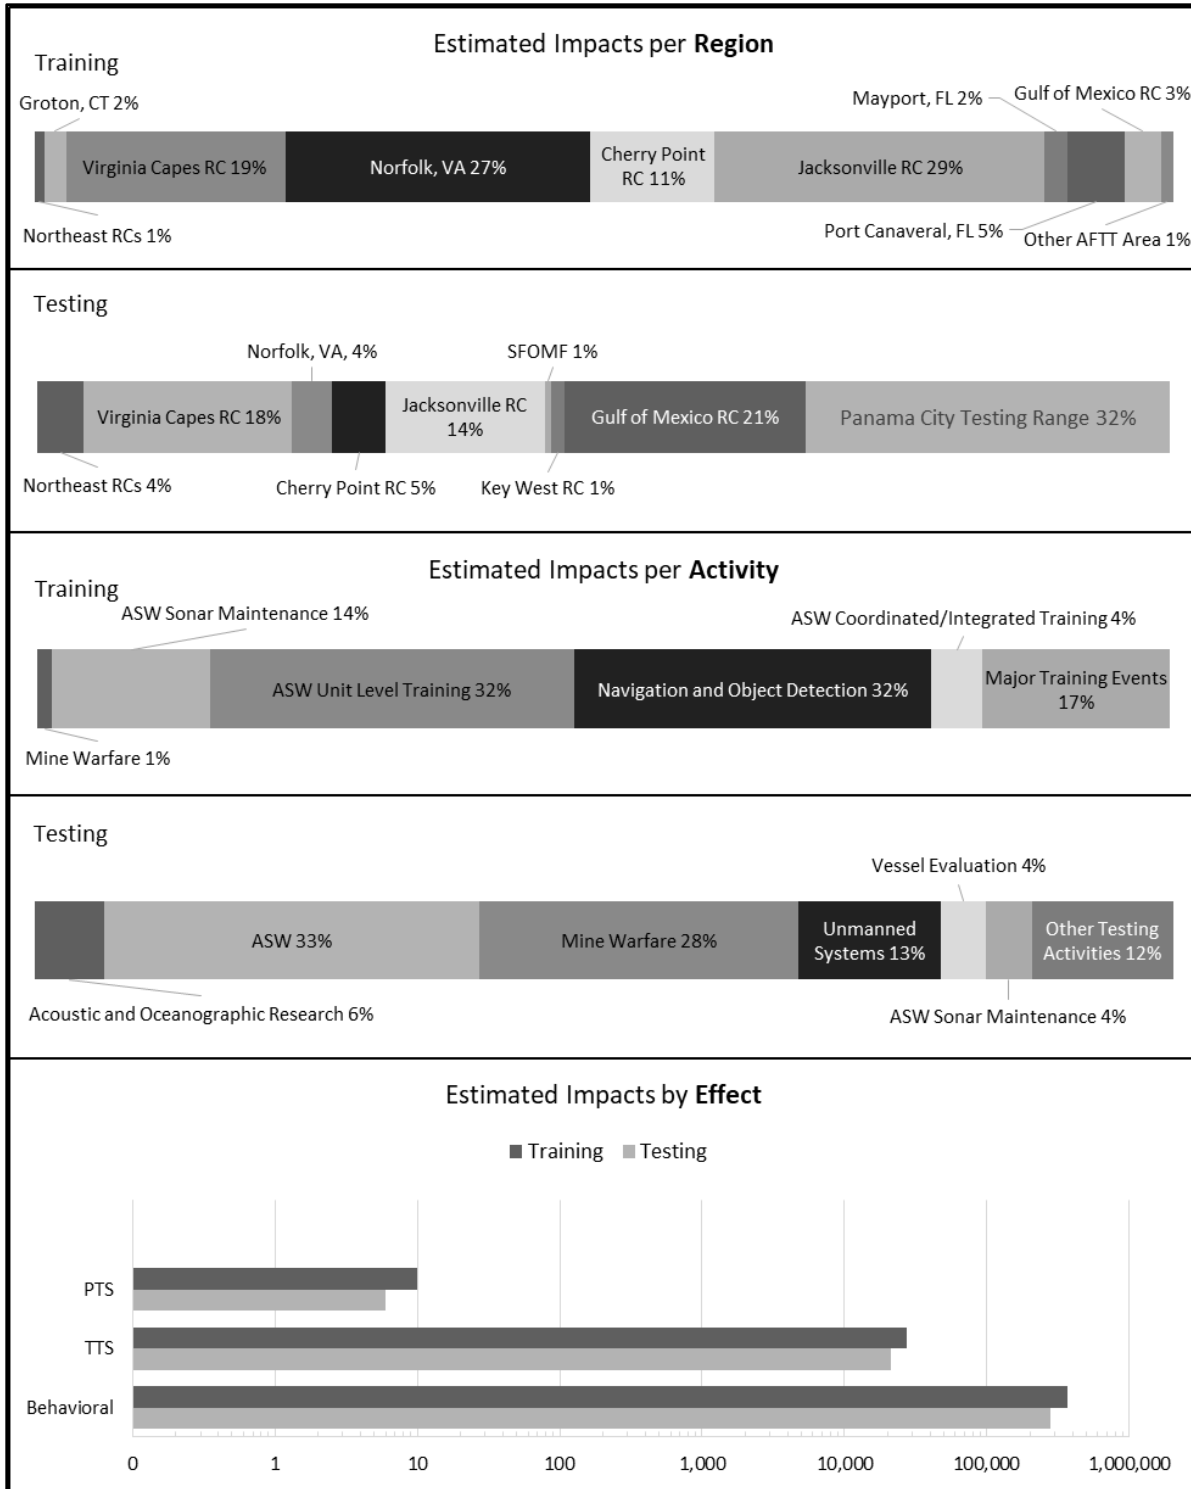 Estimated Impacts per Region
Training
Groton, CT 2%
Mayport, FL 2%
Gulf of Mexico RC 3%
Virginia Capes RC 19%
Norfolk, VA 27%
Cherry Point
RC 11%
Jacksonville RC 29%
Northeast RCs 1%
Port Canaveral, FL 5%
Other AFTT Area 1%
Testing
Norfolk, VA, 4%
SFOMF 1%
Virginia Capes RC 18%
Jacksonville RC
14%
Gulf of Mexico RC 21%
Panama City Testing Range 32%
Northeast RCs 4%
Cherry Point RC 5%
Key West RC 1%
Estimated Impacts per Activity
Training
ASW Sonar Maintenance 14%
ASW Coordinated/Integrated Training 4%
ASW Unit Level Training 32%
Navigation and Object Detection 32%
Major Training Events
17%
Mine Warfare 1%
Testing
Vessel Evaluation 4%
ASW 33%
Mine Warfare 28%
Unmanned
Systems 13%
Other Testing
Activities 12%
Acoustic and Oceanographic Research 6%
ASW Sonar Maintenance 4%
Estimated Impacts by Effect
Training
Testing
PTS
TTS
Behavioral
0
1
10
100
1,000
10,000
100,000
1,000,000